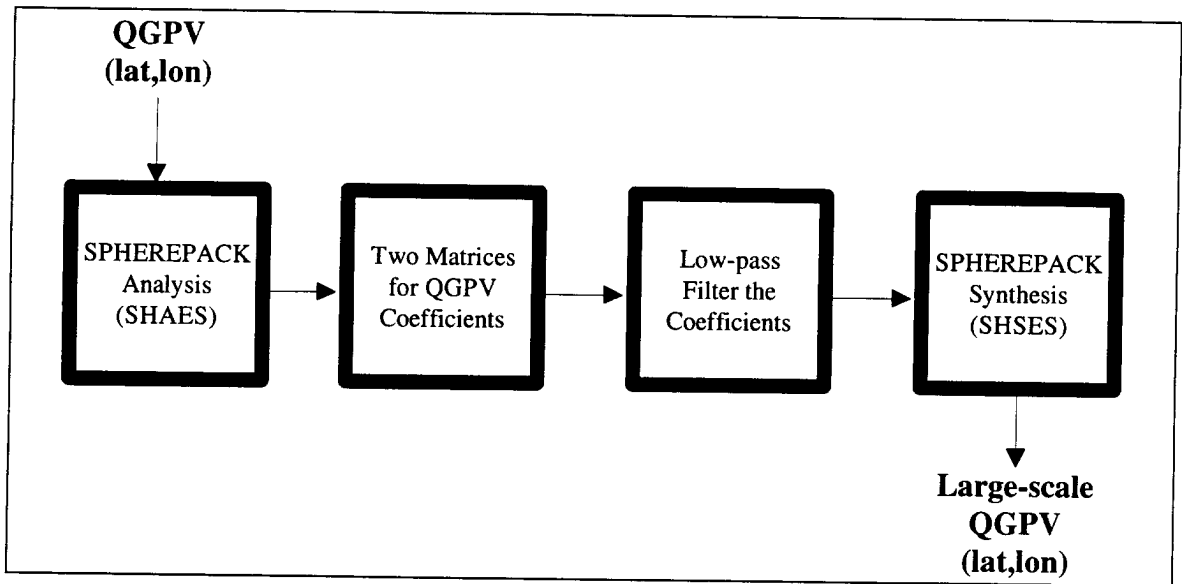 QGPV
(lat,lon)
SPHEREPACK
Analysis
(SHAES)
Two Matrices
for QGPV
Coefficients
Low-pass
Filter the
Coefficients
SPHEREPACK
Synthesis
(SHSES)
Large-scale
QGPV
(lat,lon)